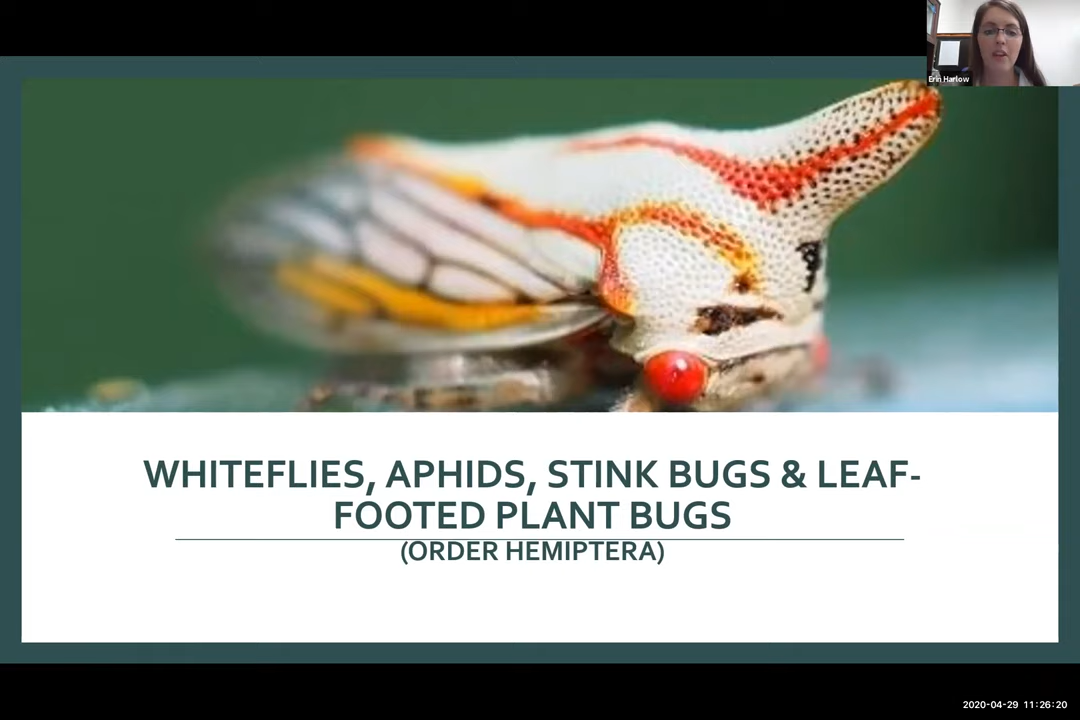 Erin Harlow
WHITEFLIES, APHIDS, STINK BUGS & LEAF-
FOOTED PLANT BUGS
(ORDER HEMIPTERA)
2020-04-29 11:26:20